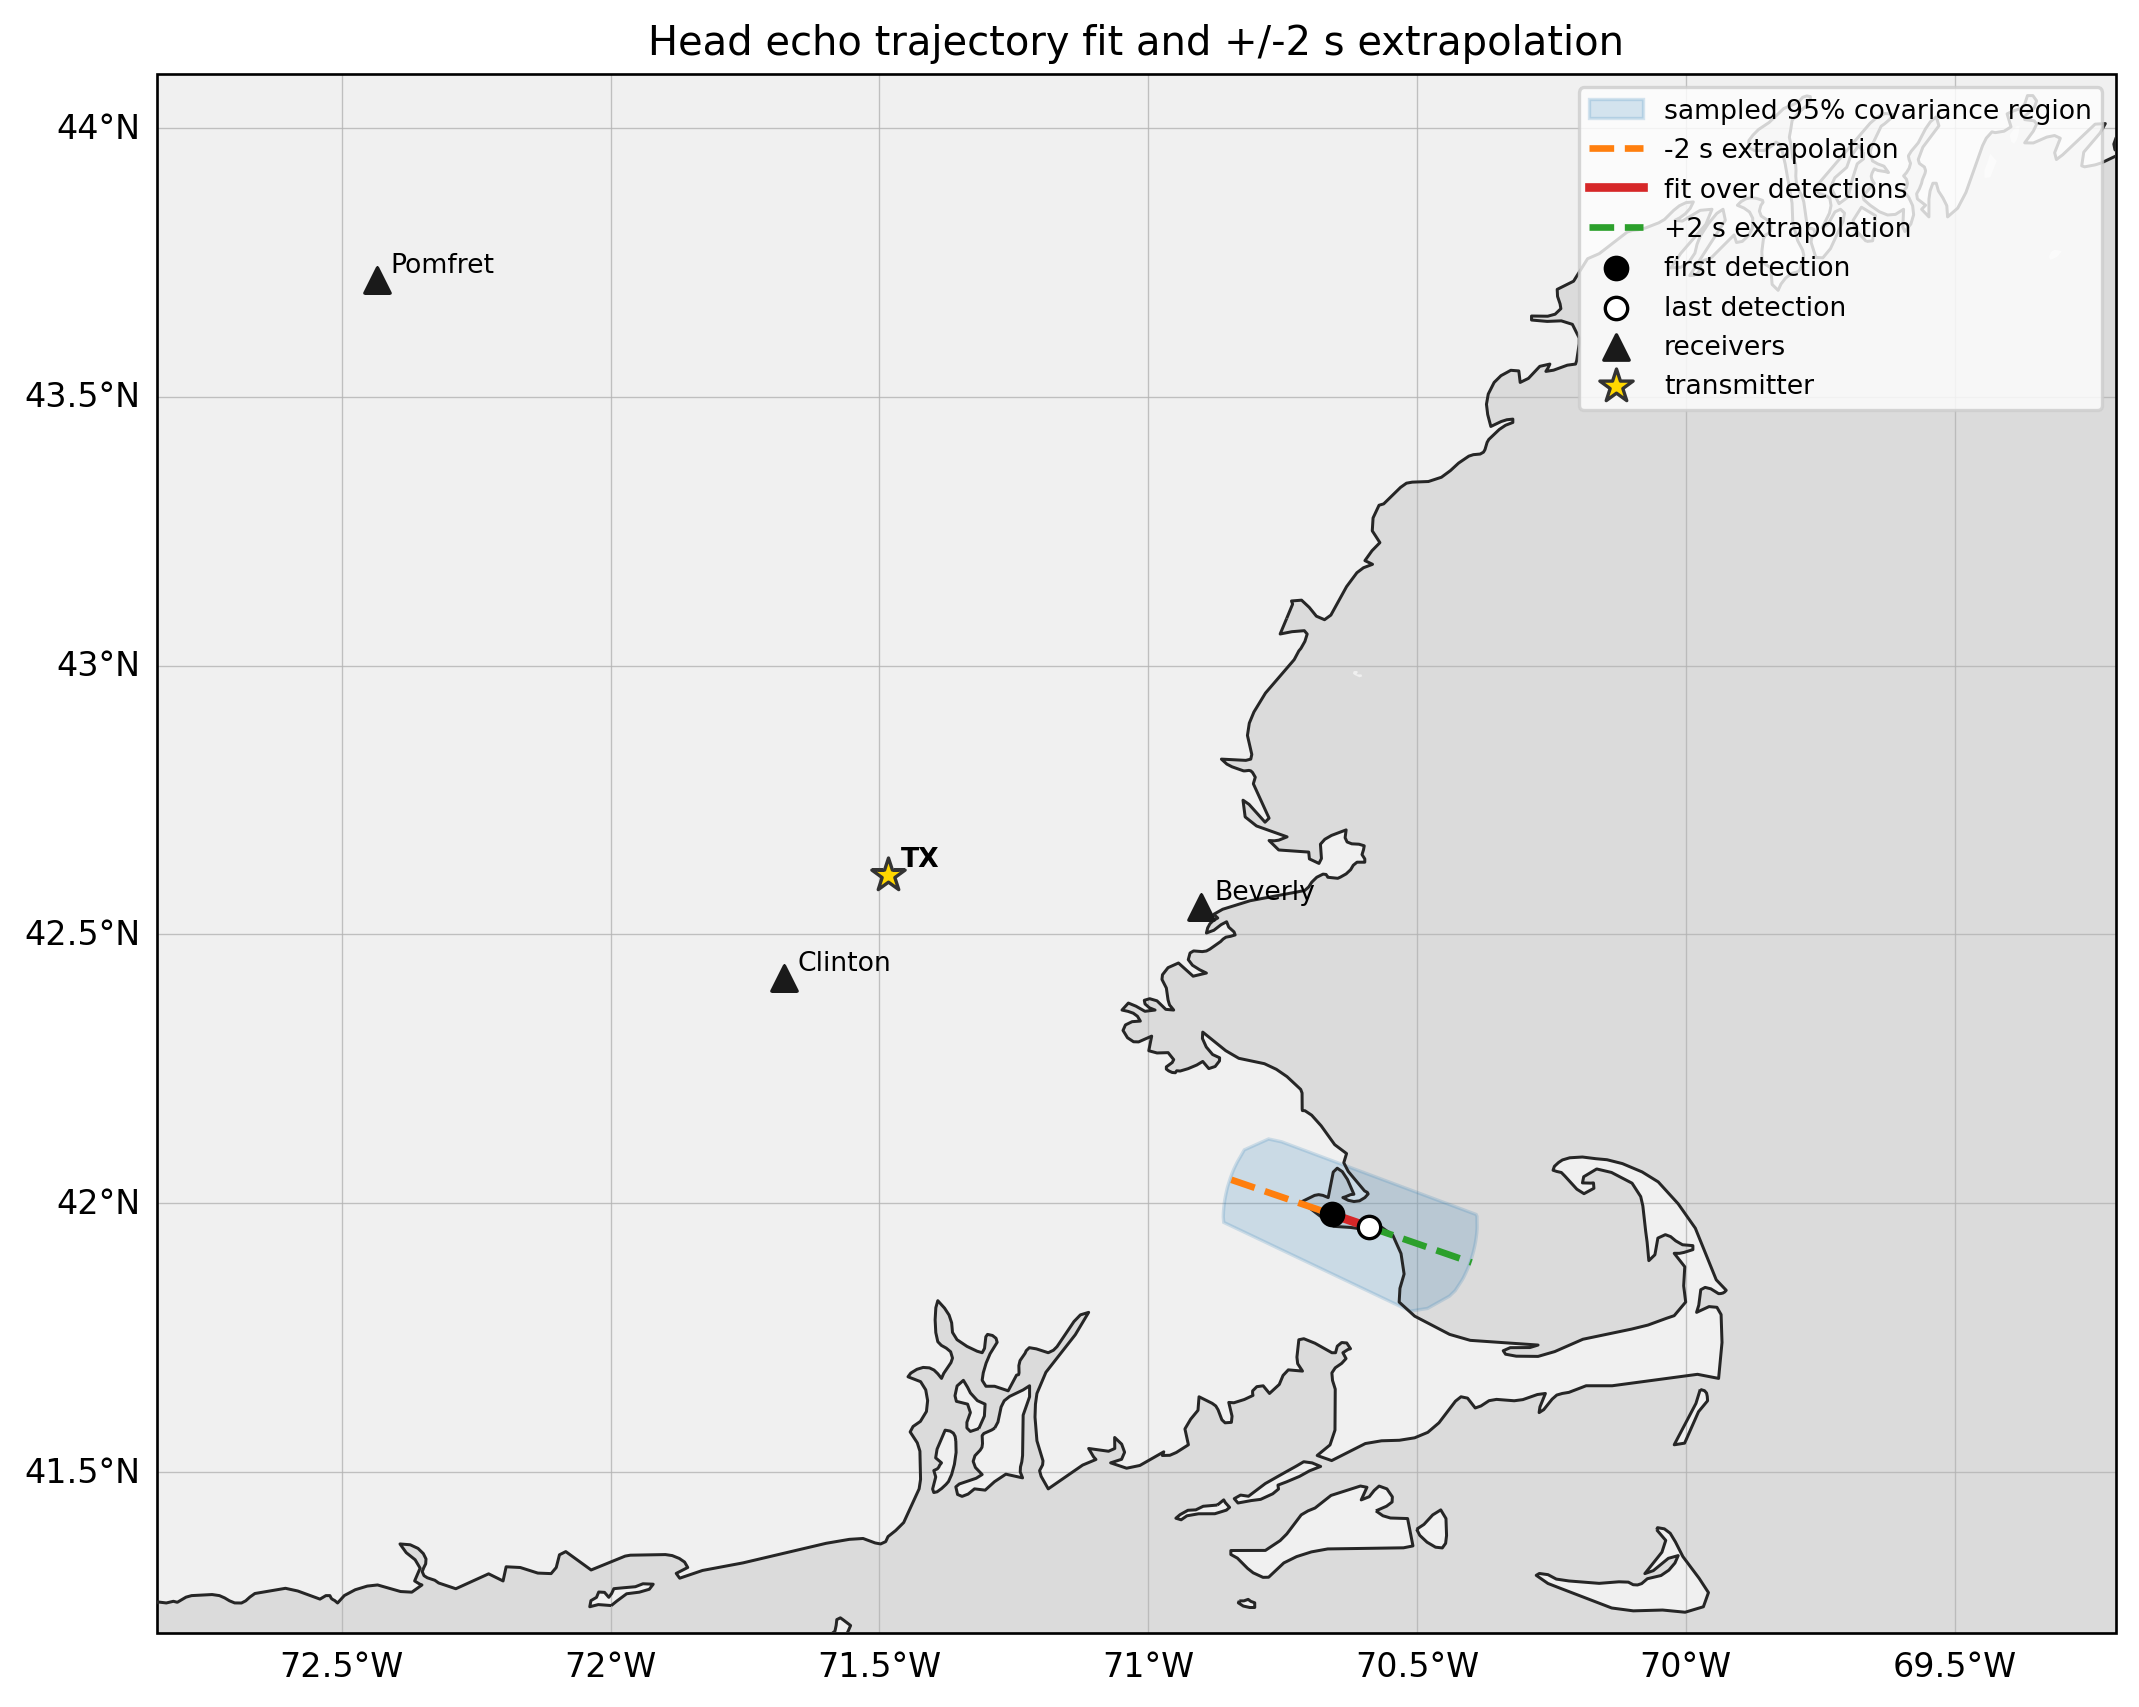 Head echo trajectory fit and +/-2 s extrapolation
sampled 95% covariance region
-2 s extrapolation
fit over detections
+2 s extrapolation
first detection
last detection
receivers
transmitter
44°N
43.5°N
43°N
42.5°N
42°N
41.5°N
Pomfret
TX
Beverly
Clinton
72.5°W
72°W
71.5°W
71°W
70.5°W
70°W
69.5°W